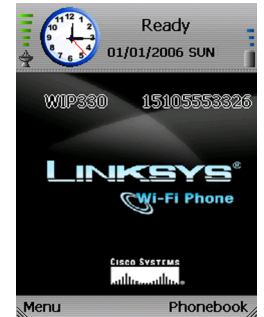 Ready
01/01/2006 SUN
WIP330 15105553326
LINKSYS®
Wi-Fi Phone
CISCO SYSTEMS
Menu Phonebook